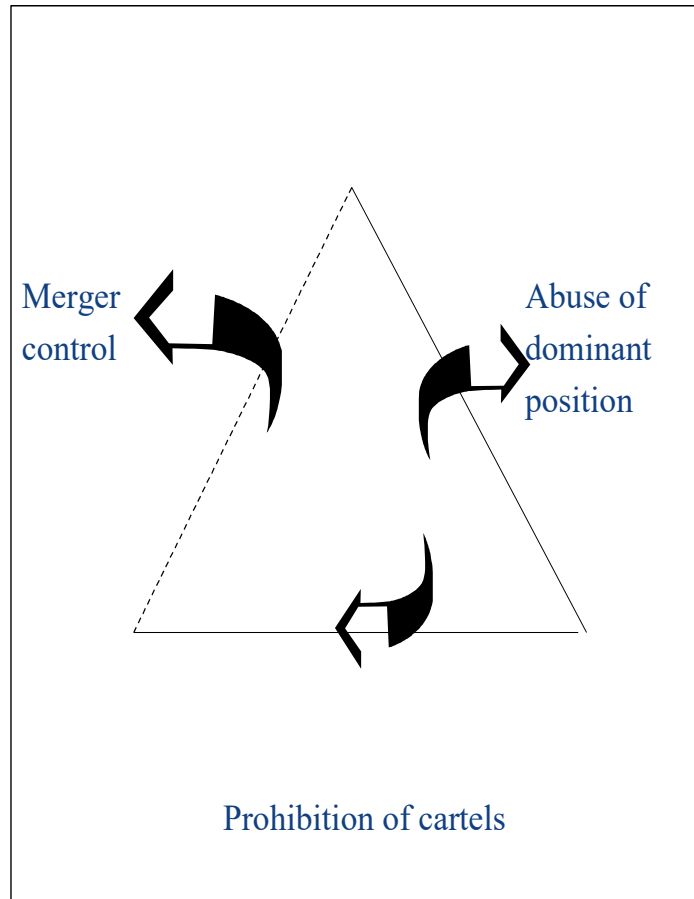 Merger
control
Abuse of
dominant
position
Prohibition of cartels